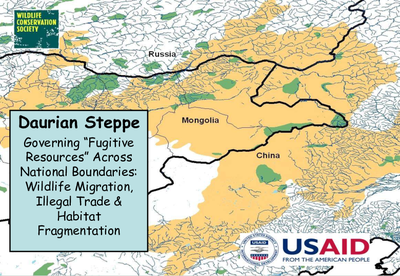 WILDLIFE
CONSERVATION
SOCIETY
Russia
Mongolia
China
Daurian Steppe
Governing “Fugitive
Resources” Across
National Boundaries:
Wildlife Migration,
Illegal Trade &
Habitat
Fragmentation
USAID
USAID
FROM THE AMERICAN PEOPLE